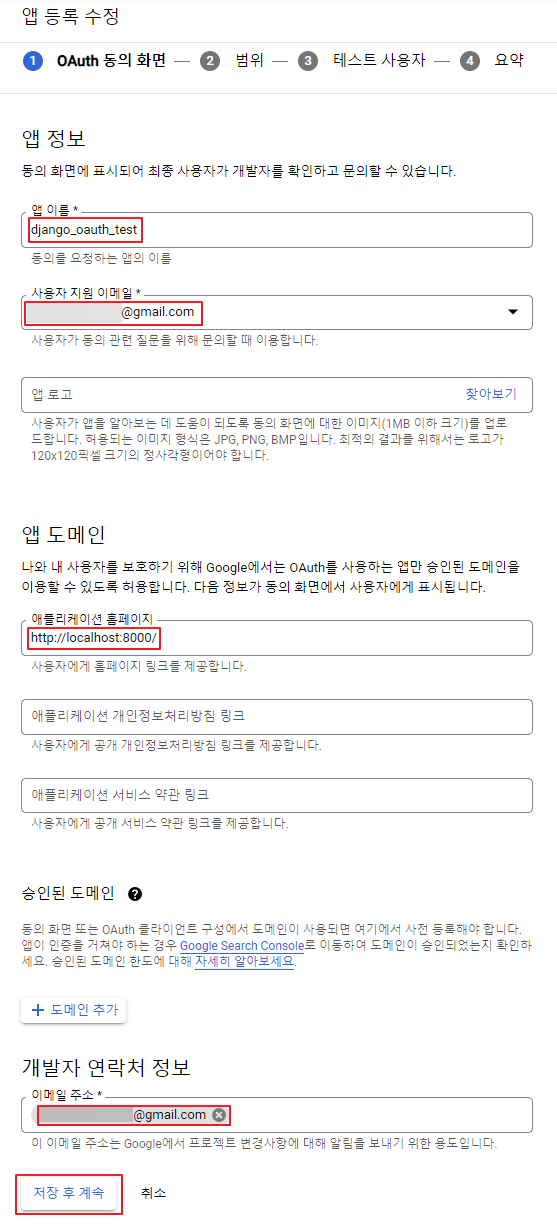 앱 등록 수정
1 OAuth 동의 화면 — 2 범위 — 3 테스트 사용자 — 4 요약
앱 정보
동의 화면에 표시되어 최종 사용자가 개발자를 확인하고 문의할 수 있습니다.
앱 이름 *
django_oauth_test
동의를 요청하는 앱의 이름
사용자 지원 이메일 *
@gmail.com
사용자가 동의 관련 질문을 위해 문의할 때 이용합니다.
앱 로고 찾아보기
사용자가 앱을 알아보는 데 도움이 되도록 동의 화면에 대한 이미지(1MB 이하 크기)를 업로
드합니다. 허용되는 이미지 형식은 JPG, PNG, BMP입니다. 최적의 결과를 위해서는 로고가
120x120픽셀 크기의 정사각형이어야 합니다.
앱 도메인
나와 내 사용자를 보호하기 위해 Google에서는 OAuth를 사용하는 앱만 승인된 도메인을
이용할 수 있도록 허용합니다. 다음 정보가 동의 화면에서 사용자에게 표시됩니다.
애플리케이션 홈페이지
http://localhost:8000/
사용자에게 홈페이지 링크를 제공합니다.
애플리케이션 개인정보처리방침 링크
사용자에게 공개 개인정보처리방침 링크를 제공합니다.
애플리케이션 서비스 약관 링크
사용자에게 공개 서비스 약관 링크를 제공합니다.
승인된 도메인 ?
동의 화면 또는 OAuth 클라이언트 구성에서 도메인이 사용되면 여기에서 사전 등록해야 합니다.
앱이 인증을 거쳐야 하는 경우 Google Search Console로 이동하여 도메인이 승인되었는지 확인하
세요. 승인된 도메인 한도에 대해 자세히 알아보세요.
+ 도메인 추가
개발자 연락처 정보
이메일 주소 *
@gmail.com
이 이메일 주소는 Google에서 프로젝트 변경사항에 대해 알림을 보내기 위한 용도입니다.
저장 후 계속 취소